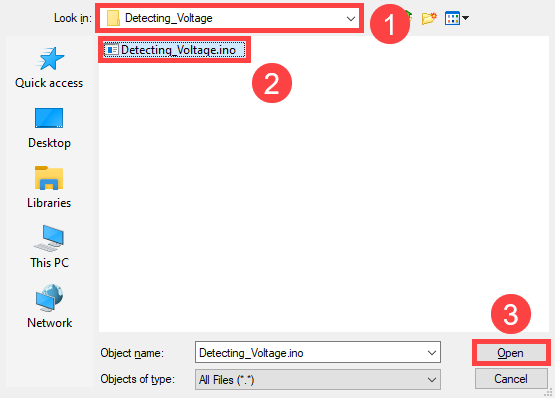 Look in: Detecting_Voltage 1
Detecting_Voltage.ino
2
Quick access
Desktop
Libraries
This PC
Network
3
Object name: Detecting_Voltage.ino Open
Objects of type: All Files (*.*) Cancel